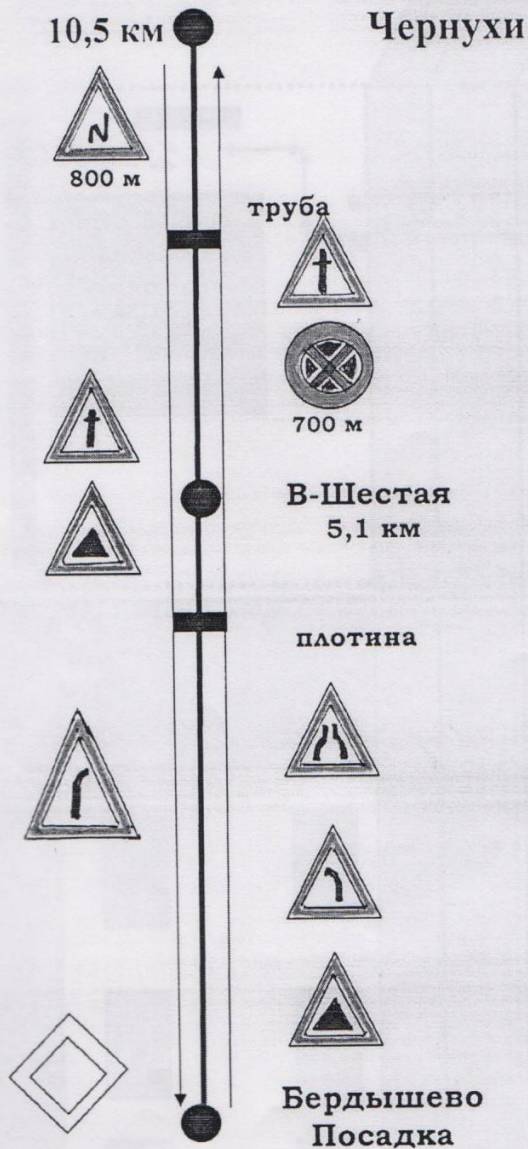 10,5 км
Чернухи
800 м
труба
700 м
В-Шестая
5,1 км
плотина
Бердышево
Посадка